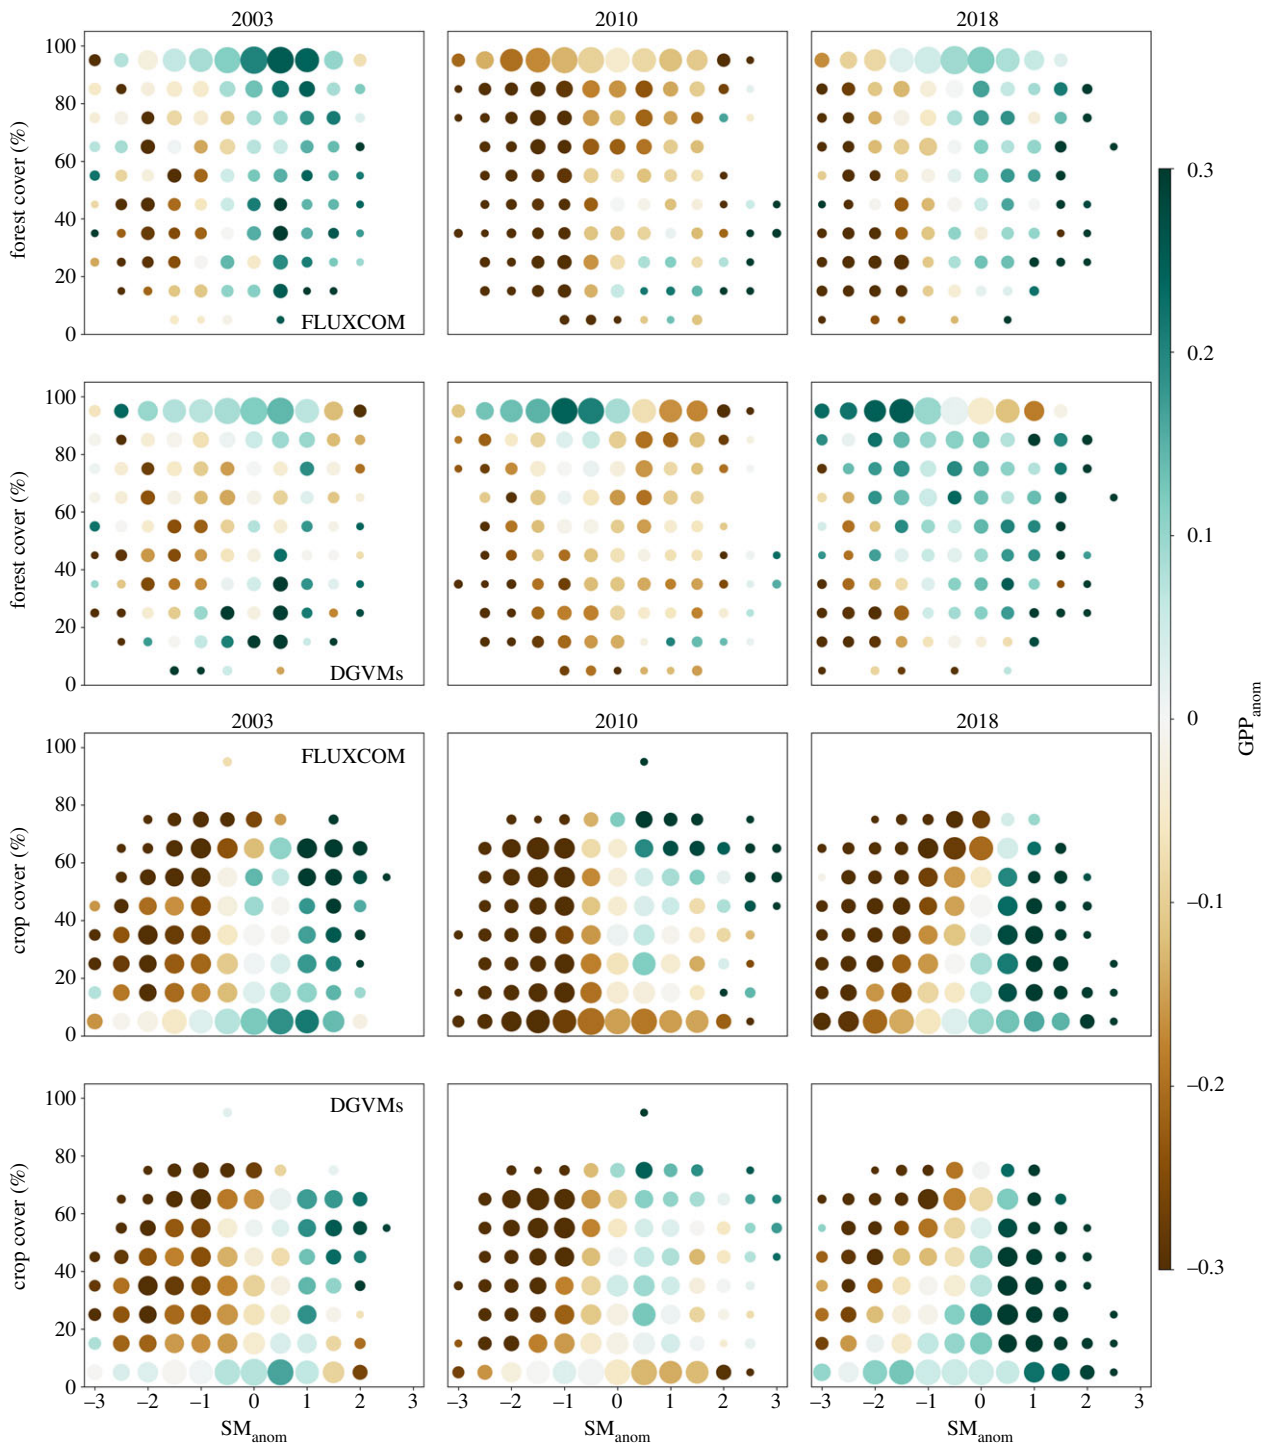 2003 2010 2018
100
80
60
40
20
0
forest cover (%)
FLUXCOM
100
80
60
40
20
0
forest cover (%)
DGVMs
2003 2010 2018
100
80
60
40
20
0
crop cover (%)
FLUXCOM
100
80
60
40
20
0
crop cover (%)
DGVMs
–3 –2 –1 0 1 2 3 –3 –2 –1 0 1 2 3 –3 –2 –1 0 1 2 3
SManom SManom SManom
0.3
0.2
0.1
0
–0.1
–0.2
–0.3
GPPanom